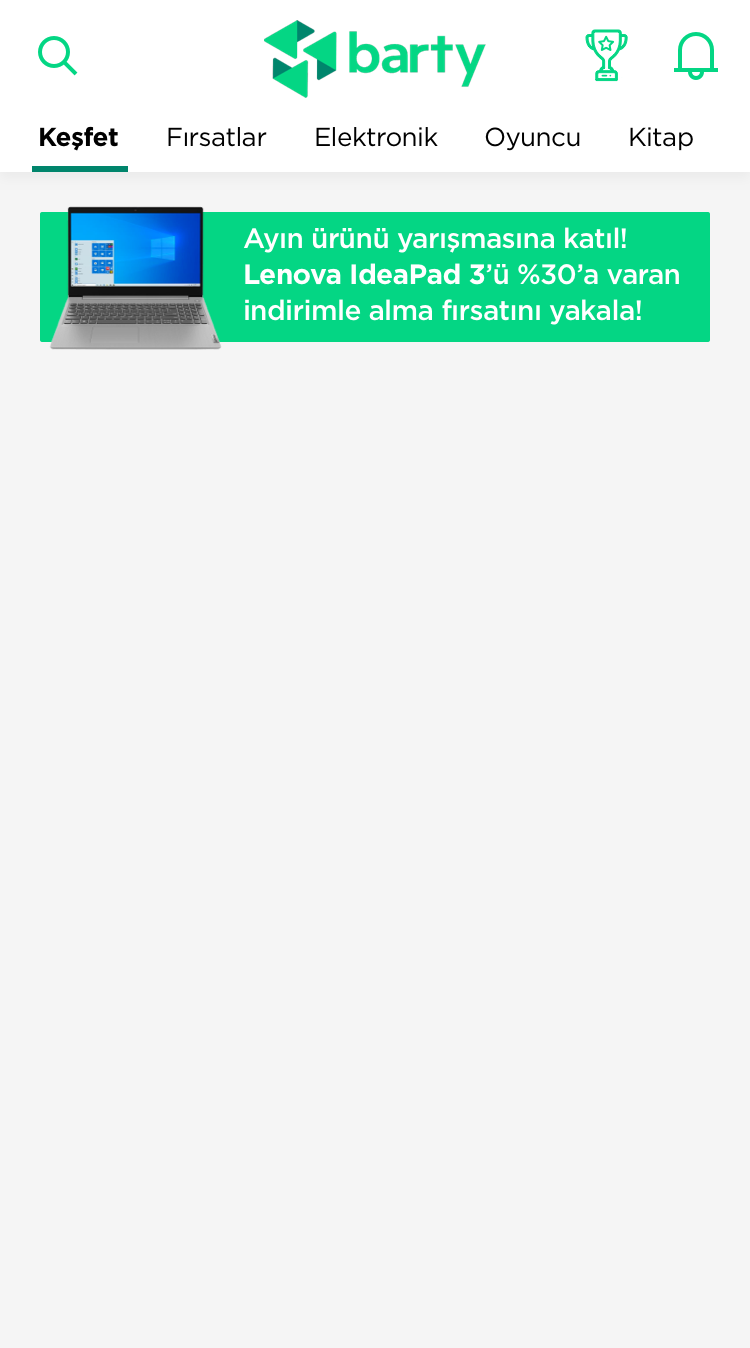 barty
Keşfet Fırsatlar Elektronik Oyuncu Kitap
Ayın ürünü yarışmasına katıl!
Lenova IdeaPad 3’ü %30’a varan
indirimle alma fırsatını yakala!